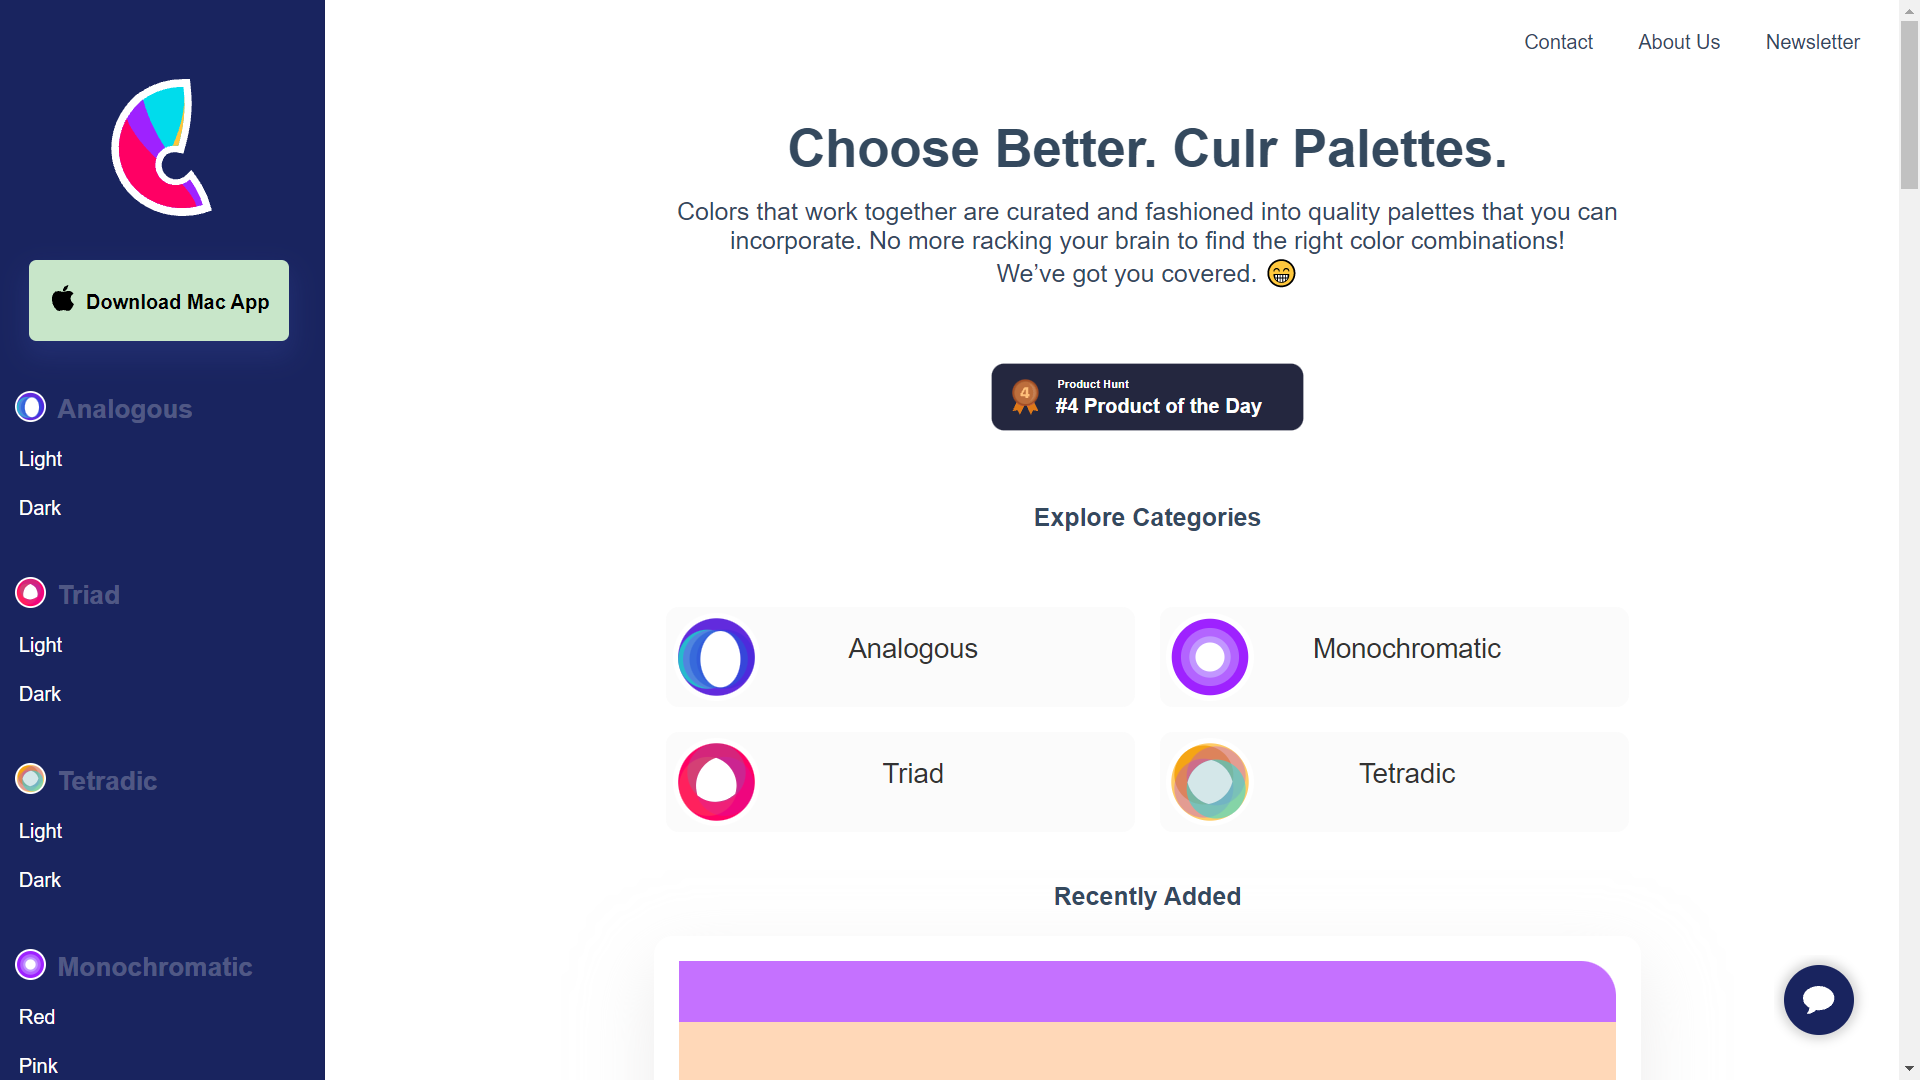 Download Mac App
Analogous
Light
Dark
Triad
Light
Dark
Tetradic
Light
Dark
Monochromatic
Red
Pink
Contact
About Us
Newsletter
Choose Better. Culr Palettes.
Colors that work together are curated and fashioned into quality palettes that you can
incorporate. No more racking your brain to find the right color combinations!
We’ve got you covered. 😁
4
Product Hunt
#4 Product of the Day
Explore Categories
Analogous
Monochromatic
Triad
Tetradic
Recently Added